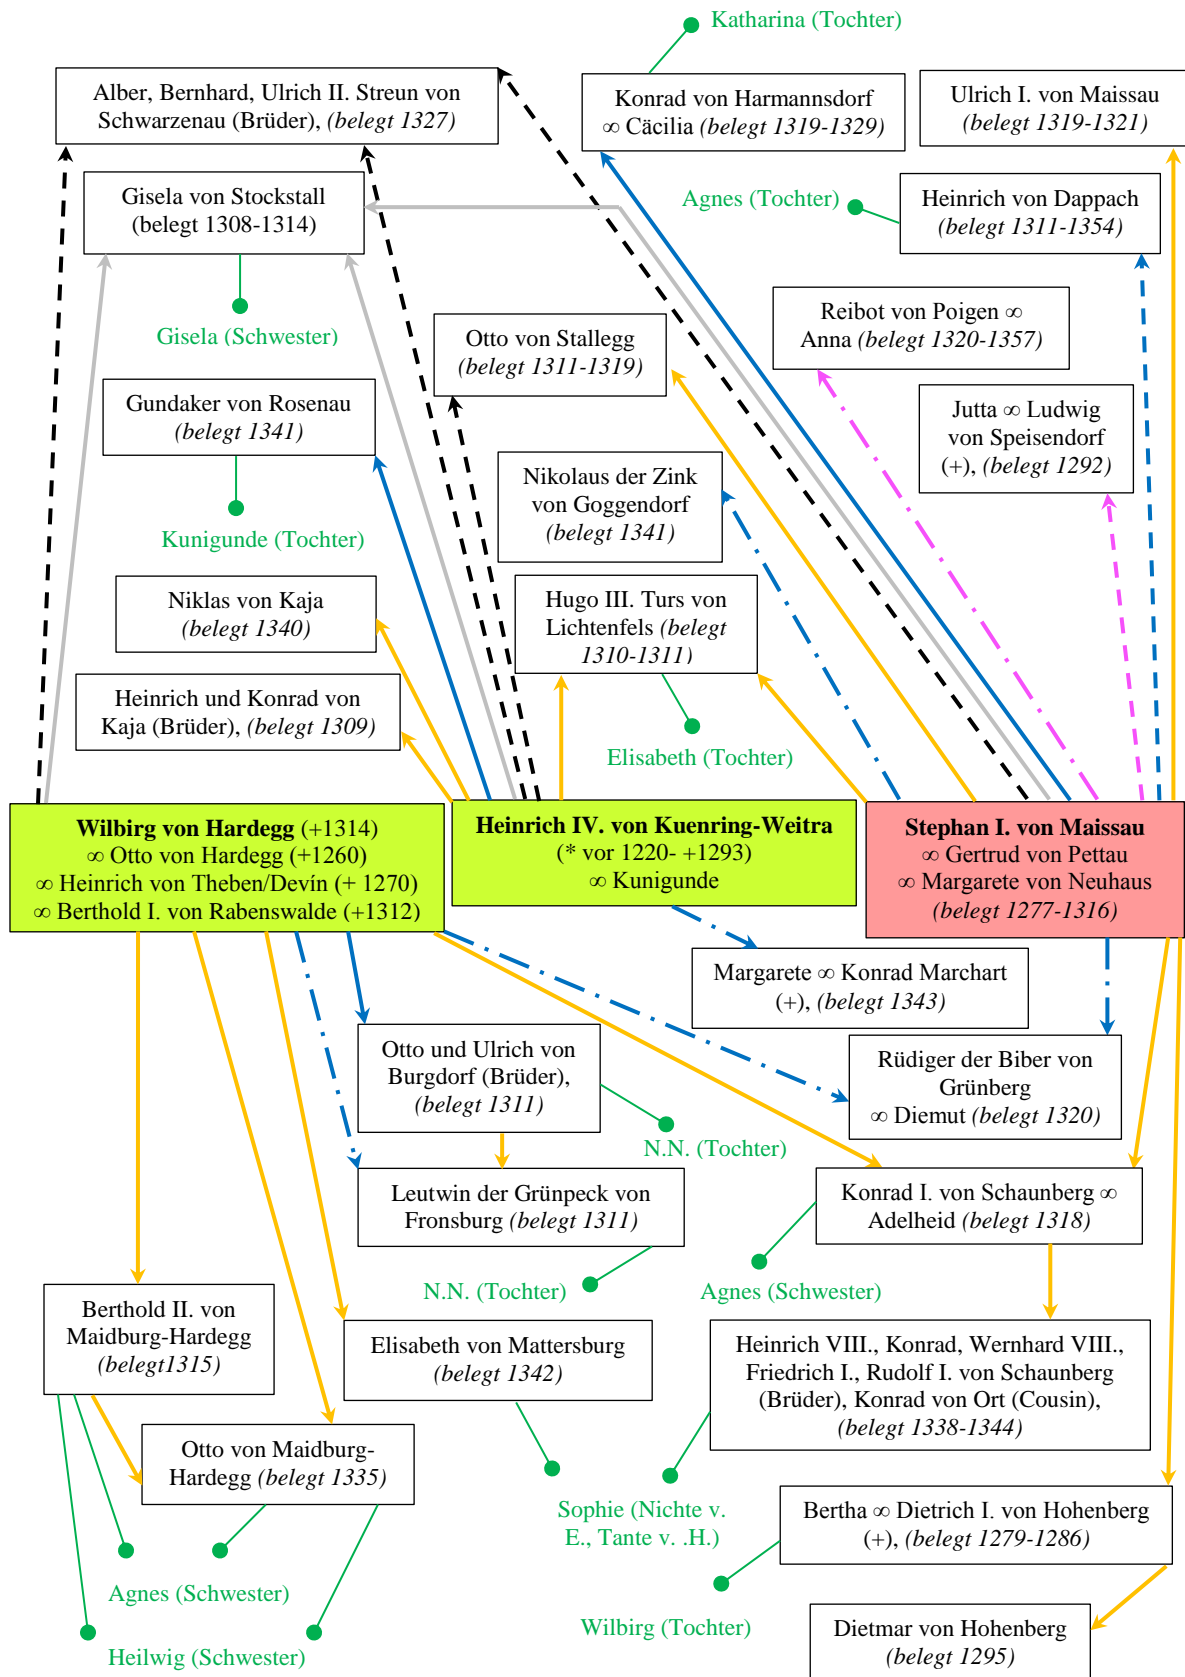 Katharina (Tochter)
Alber, Bernhard, Ulrich II. Streun von
Schwarzenau (Brüder), (belegt 1327)
Konrad von Harmannsdorf
∞ Cäcilia (belegt 1319-1329)
Ulrich I. von Maissau
(belegt 1319-1321)
Gisela von Stockstall
(belegt 1308-1314)
Agnes (Tochter)
Heinrich von Dappach
(belegt 1311-1354)
Gisela (Schwester)
Otto von Stallegg
(belegt 1311-1319)
Reibot von Poigen ∞
Anna (belegt 1320-1357)
Gundaker von Rosenau
(belegt 1341)
Jutta ∞ Ludwig
von Speisendorf
(+), (belegt 1292)
Nikolaus der Zink
von Goggendorf
(belegt 1341)
Kunigunde (Tochter)
Niklas von Kaja
(belegt 1340)
Hugo III. Turs von
Lichtenfels (belegt
1310-1311)
Heinrich und Konrad von
Kaja (Brüder), (belegt 1309)
Elisabeth (Tochter)
Wilbirg von Hardegg (+1314)
∞ Otto von Hardegg (+1260)
∞ Heinrich von Theben/Devín (+ 1270)
∞ Berthold I. von Rabenswalde (+1312)
Heinrich IV. von Kuenring-Weitra
(* vor 1220- +1293)
∞ Kunigunde
Stephan I. von Maissau
∞ Gertrud von Pettau
∞ Margarete von Neuhaus
(belegt 1277-1316)
Margarete ∞ Konrad Marchart
(+), (belegt 1343)
Otto und Ulrich von
Burgdorf (Brüder),
(belegt 1311)
Rüdiger der Biber von
Grünberg
∞ Diemut (belegt 1320)
N.N. (Tochter)
Leutwin der Grünpeck von
Fronsburg (belegt 1311)
Konrad I. von Schaunberg ∞
Adelheid (belegt 1318)
N.N. (Tochter)
Agnes (Schwester)
Berthold II. von
Maidburg-Hardegg
(belegt1315)
Elisabeth von Mattersburg
(belegt 1342)
Heinrich VIII., Konrad, Wernhard VIII.,
Friedrich I., Rudolf I. von Schaunberg
(Brüder), Konrad von Ort (Cousin),
(belegt 1338-1344)
Otto von Maidburg-
Hardegg (belegt 1335)
Sophie (Nichte v.
E., Tante v. .H.)
Bertha ∞ Dietrich I. von Hohenberg
(+), (belegt 1279-1286)
Agnes (Schwester)
Wilbirg (Tochter)
Heilwig (Schwester)
Dietmar von Hohenberg
(belegt 1295)